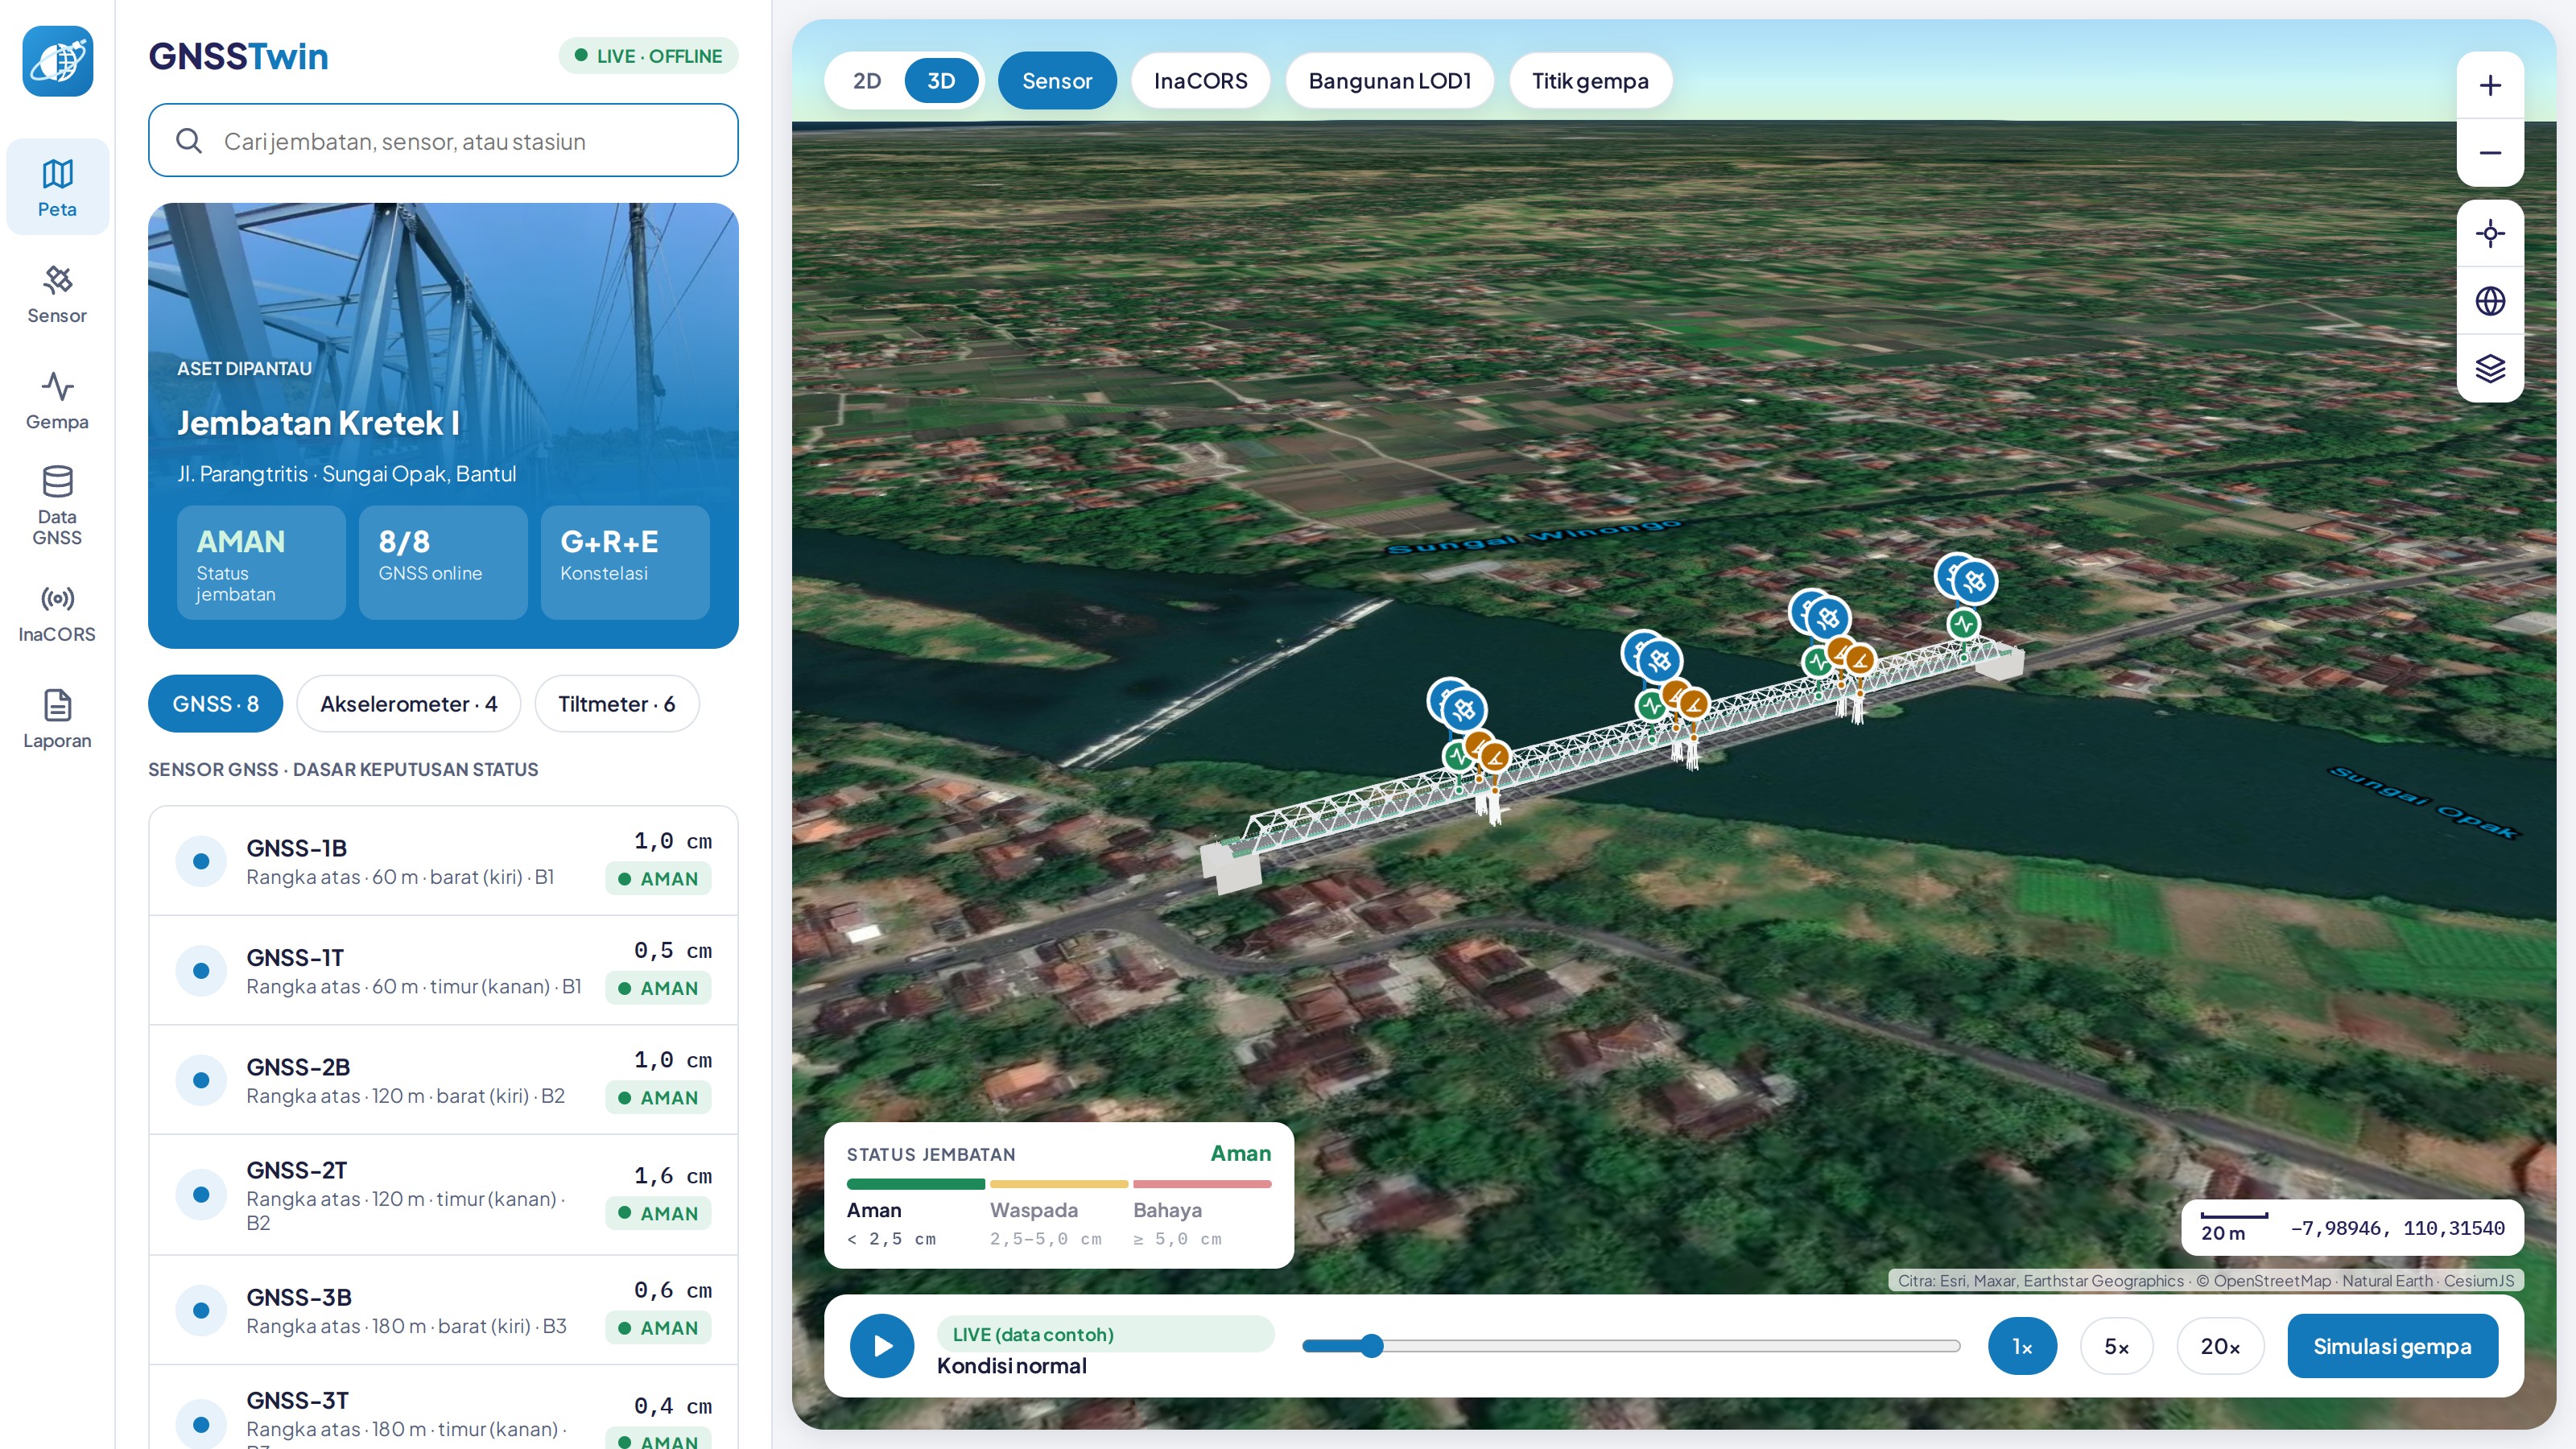 GNSSTwin
LIVE · OFFLINE
Cari jembatan, sensor, atau stasiun
Peta
Sensor
Gempa
Data
GNSS
InaCORS
Laporan
ASET DIPANTAU
Jembatan Kretek I
Jl. Parangtritis · Sungai Opak, Bantul
AMAN
Status
jembatan
8/8
GNSS online
G+R+E
Konstelasi
GNSS · 8
Akselerometer · 4
Tiltmeter · 6
SENSOR GNSS · DASAR KEPUTUSAN STATUS
GNSS-1B
Rangka atas · 60 m · barat (kiri) · B1
1,0 cm
AMAN
GNSS-1T
Rangka atas · 60 m · timur (kanan) · B1
0,5 cm
AMAN
GNSS-2B
Rangka atas · 120 m · barat (kiri) · B2
1,0 cm
AMAN
GNSS-2T
Rangka atas · 120 m · timur (kanan) ·
B2
1,6 cm
AMAN
GNSS-3B
Rangka atas · 180 m · barat (kiri) · B3
0,6 cm
AMAN
GNSS-3T
Rangka atas · 180 m · timur (kanan) ·
0,4 cm
AMAN
2D
3D
Sensor
InaCORS
Bangunan LOD1
Titik gempa
Sungai Winongo
Sungai Opak
STATUS JEMBATAN
Aman
Aman
< 2,5 cm
Waspada
2,5–5,0 cm
Bahaya
≥ 5,0 cm
20 m
−7,98946, 110,31540
Citra: Esri, Maxar, Earthstar Geographics · © OpenStreetMap · Natural Earth · CesiumJS
LIVE (data contoh)
Kondisi normal
1×
5×
20×
Simulasi gempa